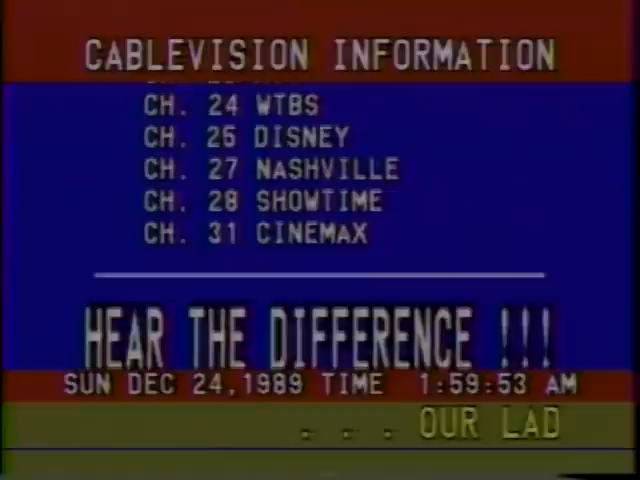 CABLEVISION INFORMATION
CH. 24 WTBS
CH. 25 DISNEY
CH. 27 NASHVILLE
CH. 28 SHOWTIME
CH. 31 CINEMAX
HEAR THE DIFFERENCE !!!
SUN DEC 24,1989 TIME 1:59:53 AM
. . . OUR LAD